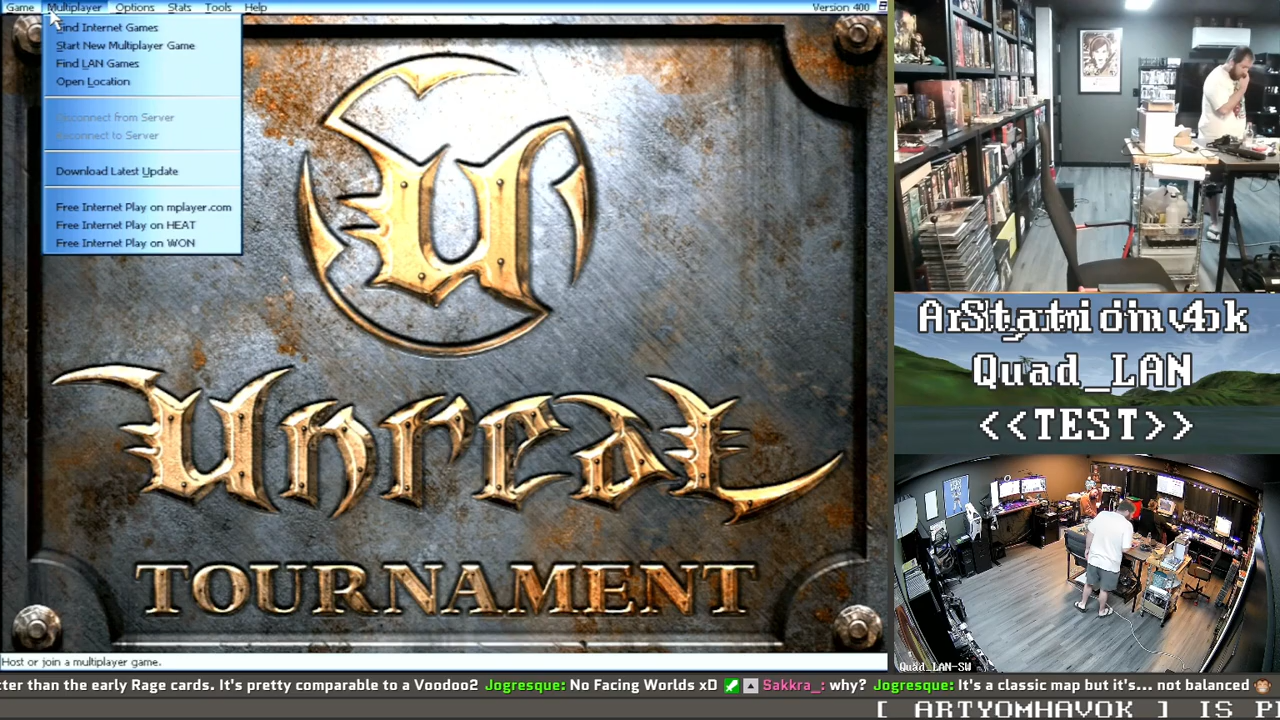 Game Multiplayer Options Stats Tools Help Version 400
Find Internet Games
Start New Multiplayer Game
Find LAN Games
Open Location
Disconnect from Server
Reconnect to Server
Download Latest Update
Free Internet Play on mplayer.com
Free Internet Play on HEAT
Free Internet Play on WON
Unreal
TOURNAMENT
Host or join a multiplayer game.
Quad_LAN
<<TEST>>
Quad_LAN-SW
tter than the early Rage cards. It's pretty comparable to a Voodoo2 Jogresque: No Facing Worlds xD Sakkra_: why? Jogresque: It's a classic map but it's... not balanced
[ ARTYOMHAVOK ] IS P